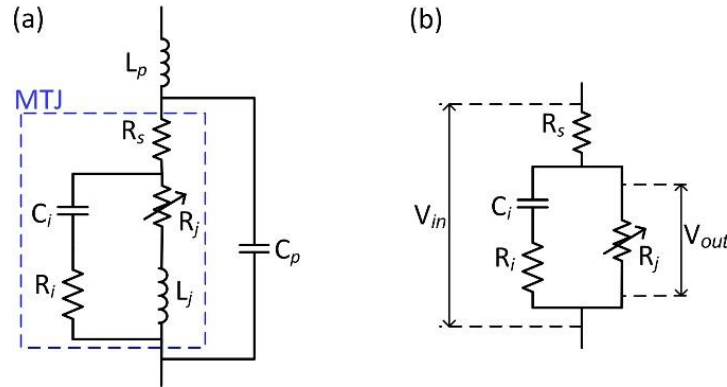 (a)
L_p
MTJ
R_s
C_i
R_j
C_p
R_i
L_j
(b)
R_s
V_in
C_i
R_i
R_j
V_out